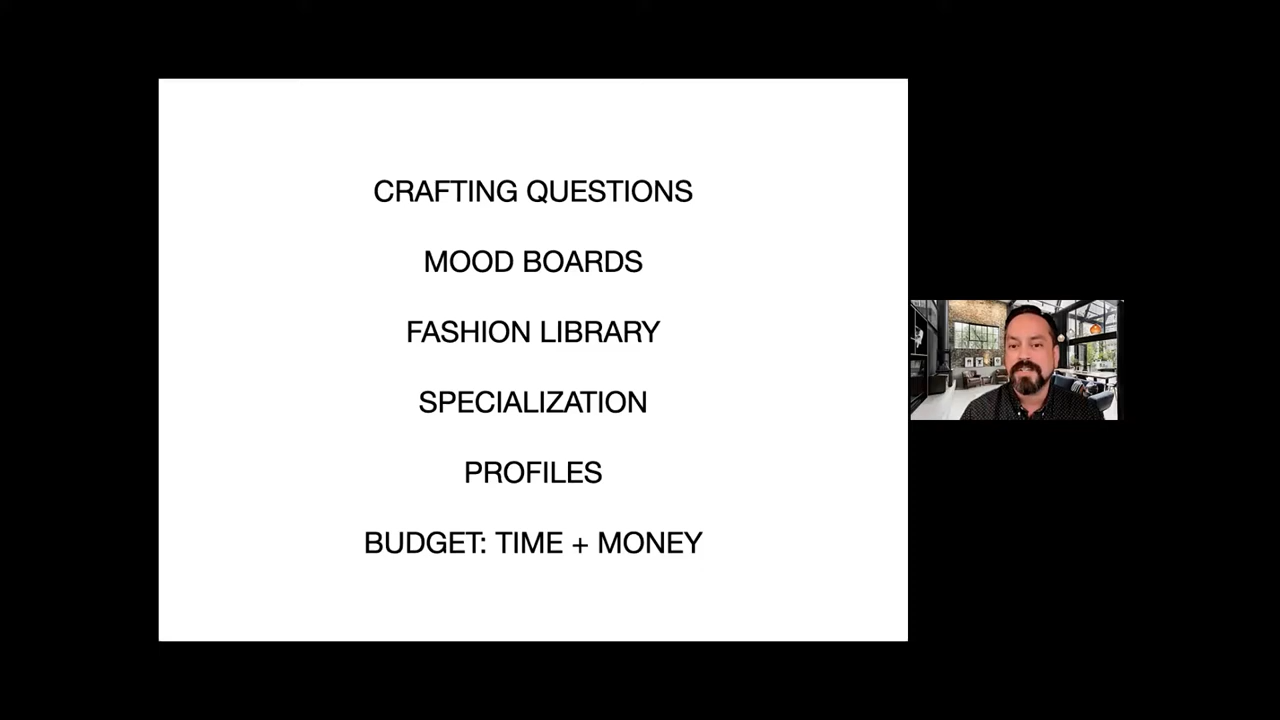 CRAFTING QUESTIONS
MOOD BOARDS
FASHION LIBRARY
SPECIALIZATION
PROFILES
BUDGET: TIME + MONEY